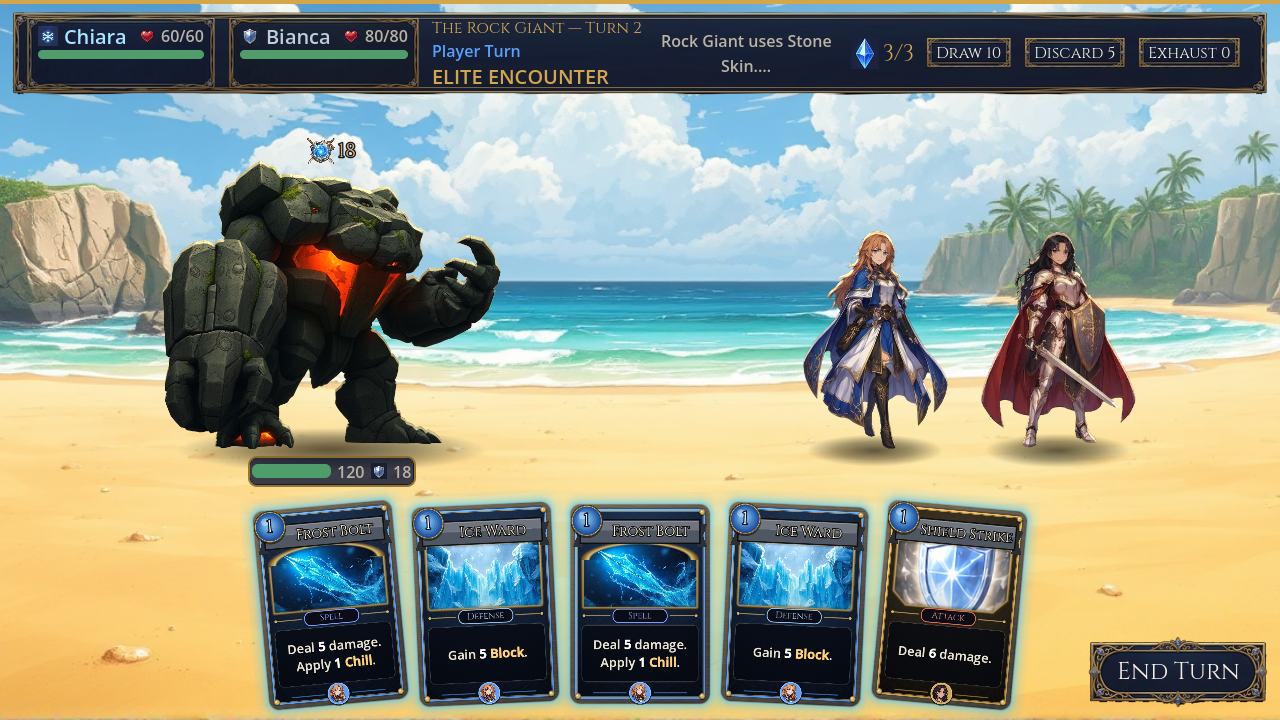 Chiara 60/60
Bianca 80/80
The Rock Giant — Turn 2
Player Turn
ELITE ENCOUNTER
Rock Giant uses Stone
Skin....
3/3
Draw 10
Discard 5
Exhaust 0
18
120 18
1 Frost Bolt
Spell
Deal 5 damage.
Apply 1 Chill.
1 Ice Ward
Defense
Gain 5 Block.
1 Frost Bolt
Spell
Deal 5 damage.
Apply 1 Chill.
1 Ice Ward
Defense
Gain 5 Block.
1 Shield Strike
Attack
Deal 6 damage.
End Turn